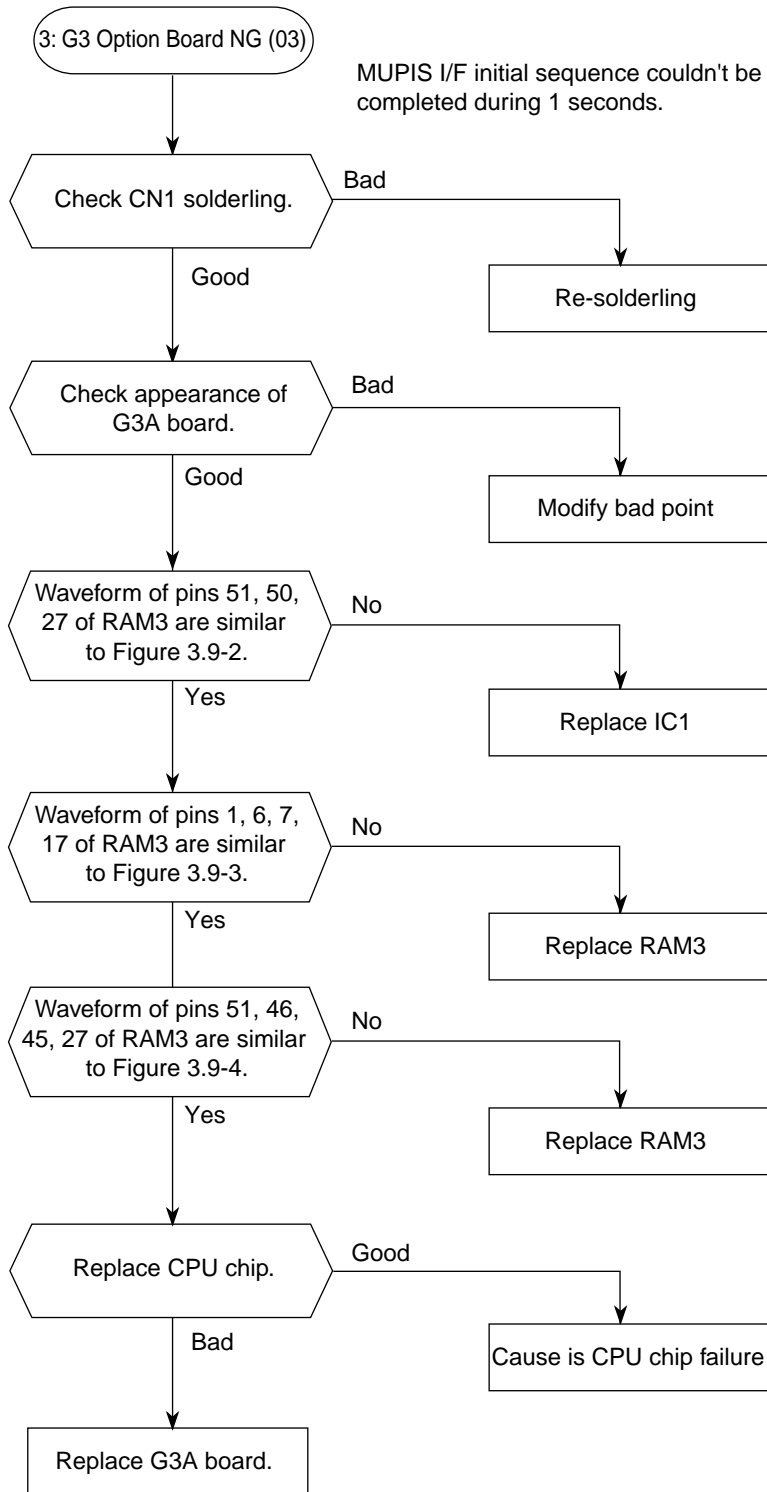 3: G3 Option Board NG (03)
MUPIS I/F initial sequence couldn't be
completed during 1 seconds.
Check CN1 solderling.
Bad
Good
Re-solderling
Check appearance of
G3A board.
Bad
Good
Modify bad point
Waveform of pins 51, 50,
27 of RAM3 are similar
to Figure 3.9-2.
No
Yes
Replace IC1
Waveform of pins 1, 6, 7,
17 of RAM3 are similar
to Figure 3.9-3.
No
Yes
Replace RAM3
Waveform of pins 51, 46,
45, 27 of RAM3 are similar
to Figure 3.9-4.
No
Yes
Replace RAM3
Replace CPU chip.
Good
Bad
Cause is CPU chip failure
Replace G3A board.